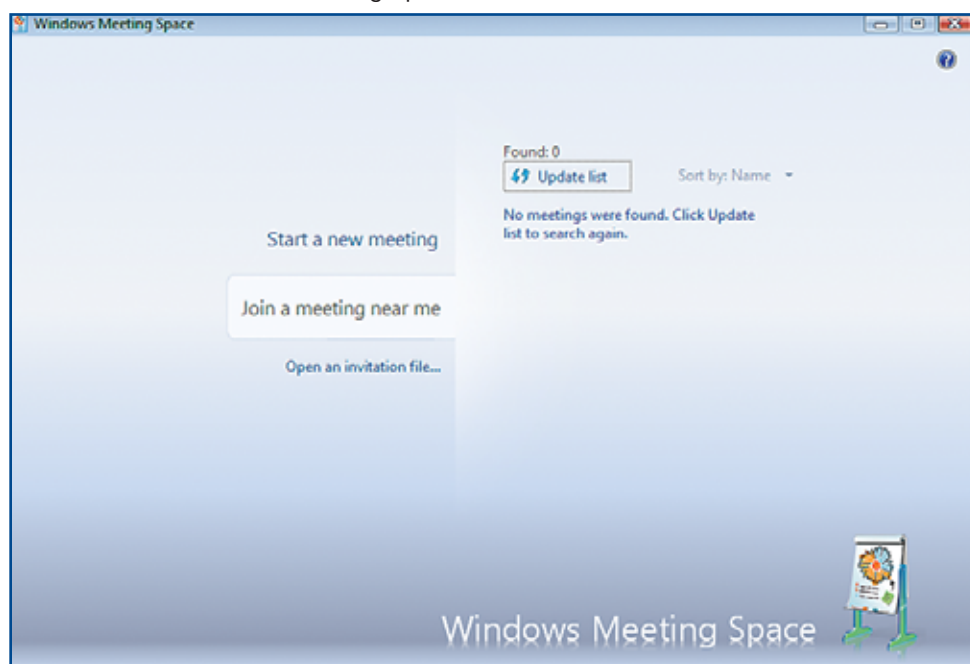 Windows Meeting Space
Found: 0
Update list
Sort by: Name
No meetings were found. Click Update
list to search again.
Start a new meeting
Join a meeting near me
Open an invitation file...
Windows Meeting Space